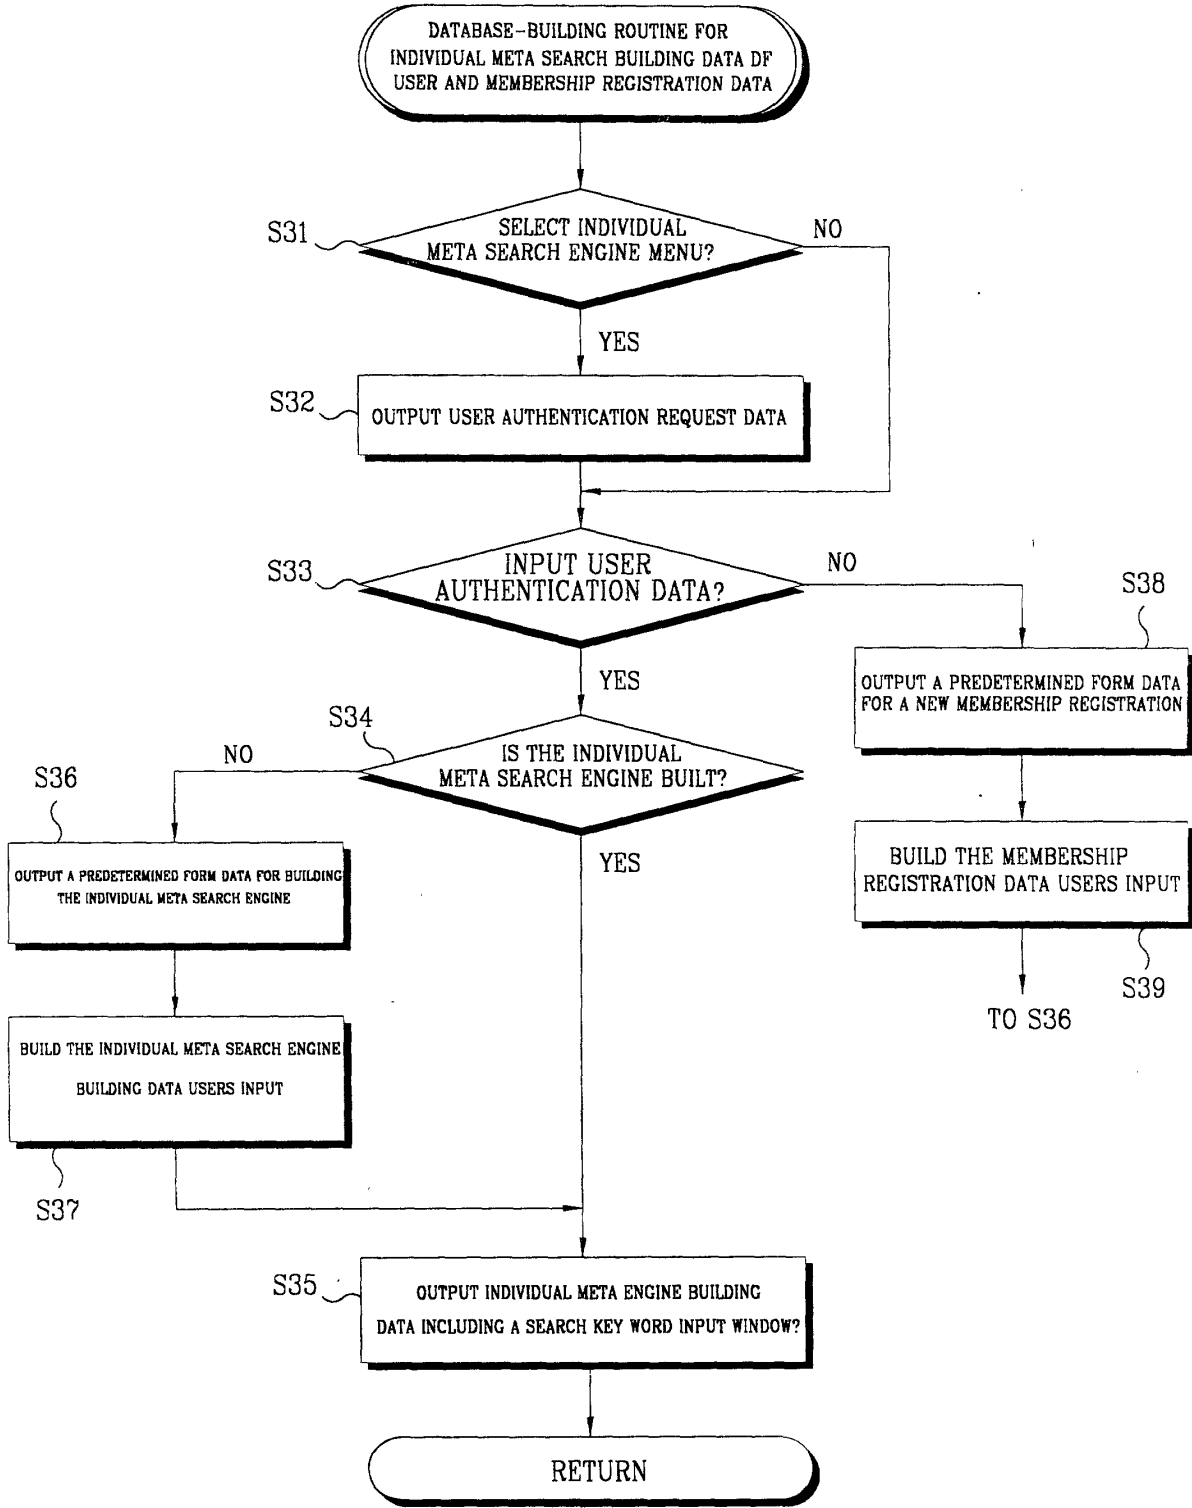 DATABASE-BUILDING ROUTINE FOR
INDIVIDUAL META SEARCH BUILDING DATA DF
USER AND MEMBERSHIP REGISTRATION DATA
S31
SELECT INDIVIDUAL
META SEARCH ENGINE MENU?
NO
YES
S32
OUTPUT USER AUTHENTICATION REQUEST DATA
S33
INPUT USER
AUTHENTICATION DATA?
NO
YES
S38
OUTPUT A PREDETERMINED FORM DATA
FOR A NEW MEMBERSHIP REGISTRATION
S34
IS THE INDIVIDUAL
META SEARCH ENGINE BUILT?
NO
YES
S36
OUTPUT A PREDETERMINED FORM DATA FOR BUILDING
THE INDIVIDUAL META SEARCH ENGINE
BUILD THE MEMBERSHIP
REGISTRATION DATA USERS INPUT
S39
TO S36
BUILD THE INDIVIDUAL META SEARCH ENGINE
BUILDING DATA USERS INPUT
S37
S35
OUTPUT INDIVIDUAL META ENGINE BUILDING
DATA INCLUDING A SEARCH KEY WORD INPUT WINDOW?
RETURN